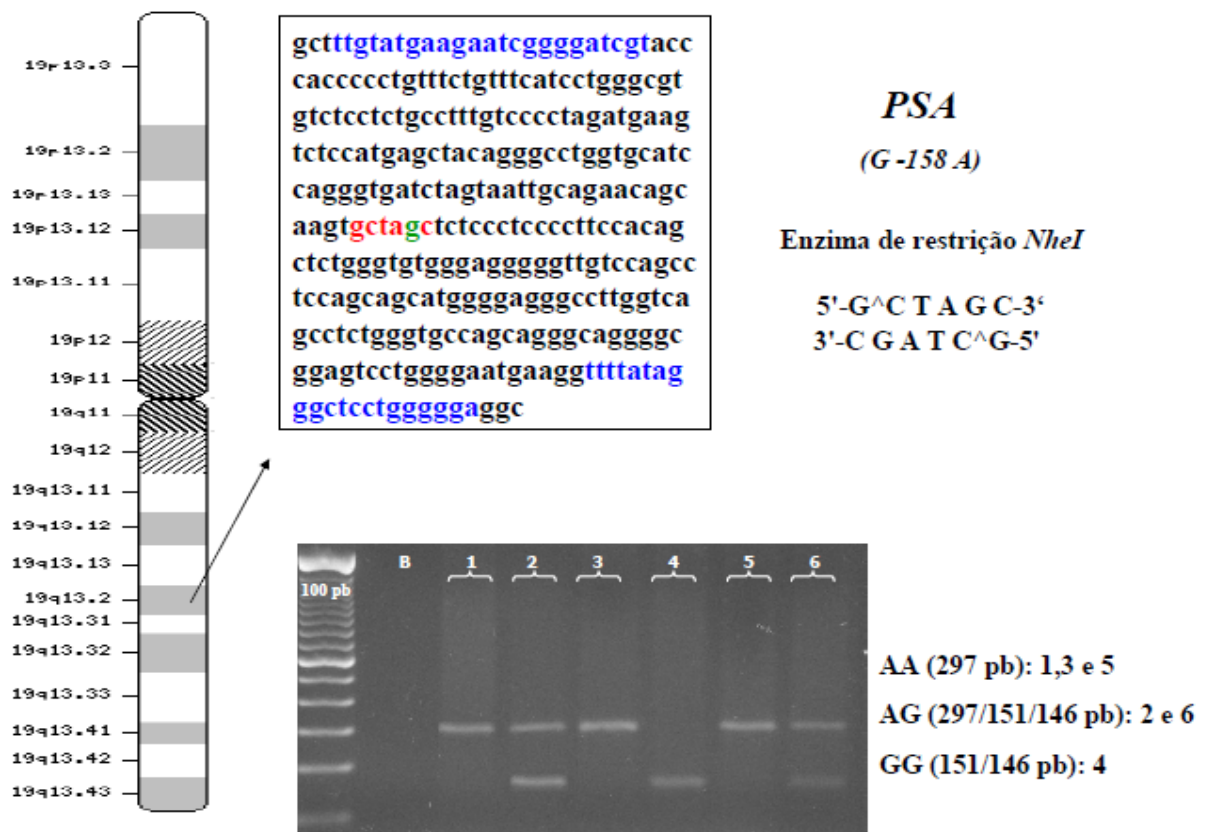 19p13.3
19p13.2
19p13.13
19p13.12
19p13.11
19p12
19p11
19q11
19q12
19q13.11
19q13.12
19q13.13
19q13.2
19q13.31
19q13.32
19q13.33
19q13.41
19q13.42
19q13.43
gctttgtatgaagaatcggggatcgtacc
caccccctgtttctgtttcatcctgggcgt
gtctcctctgcctttgtcccctagatgaag
tctccatgagctacagggcctggtgcatc
cagggtgatctagtaattgcagaacagc
aagtgctagctctccctccccttccacag
ctctgggtgtgggagggggttgtccagcc
tccagcagcatggggagggccttggtca
gcctctgggtgccagcagggcaggggc
ggagtcctggggaatgaaggttttatag
ggctcctgggggaggc
PSA
(G -158 A)
Enzima de restrição NheI
5'-G^C T A G C-3‘
3'-C G A T C^G-5'
100 pb
B 1 2 3 4 5 6
AA (297 pb): 1,3 e 5
AG (297/151/146 pb): 2 e 6
GG (151/146 pb): 4